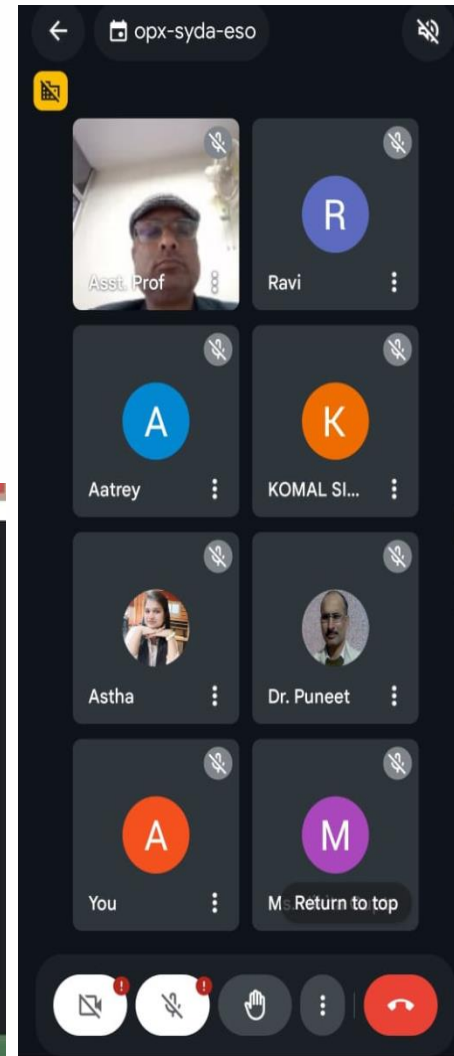 opx-syda-eso
Asst. Prof
R
Ravi
A
Aatrey
K
KOMAL SI...
Astha
Dr. Puneet
A
You
M
Return to top